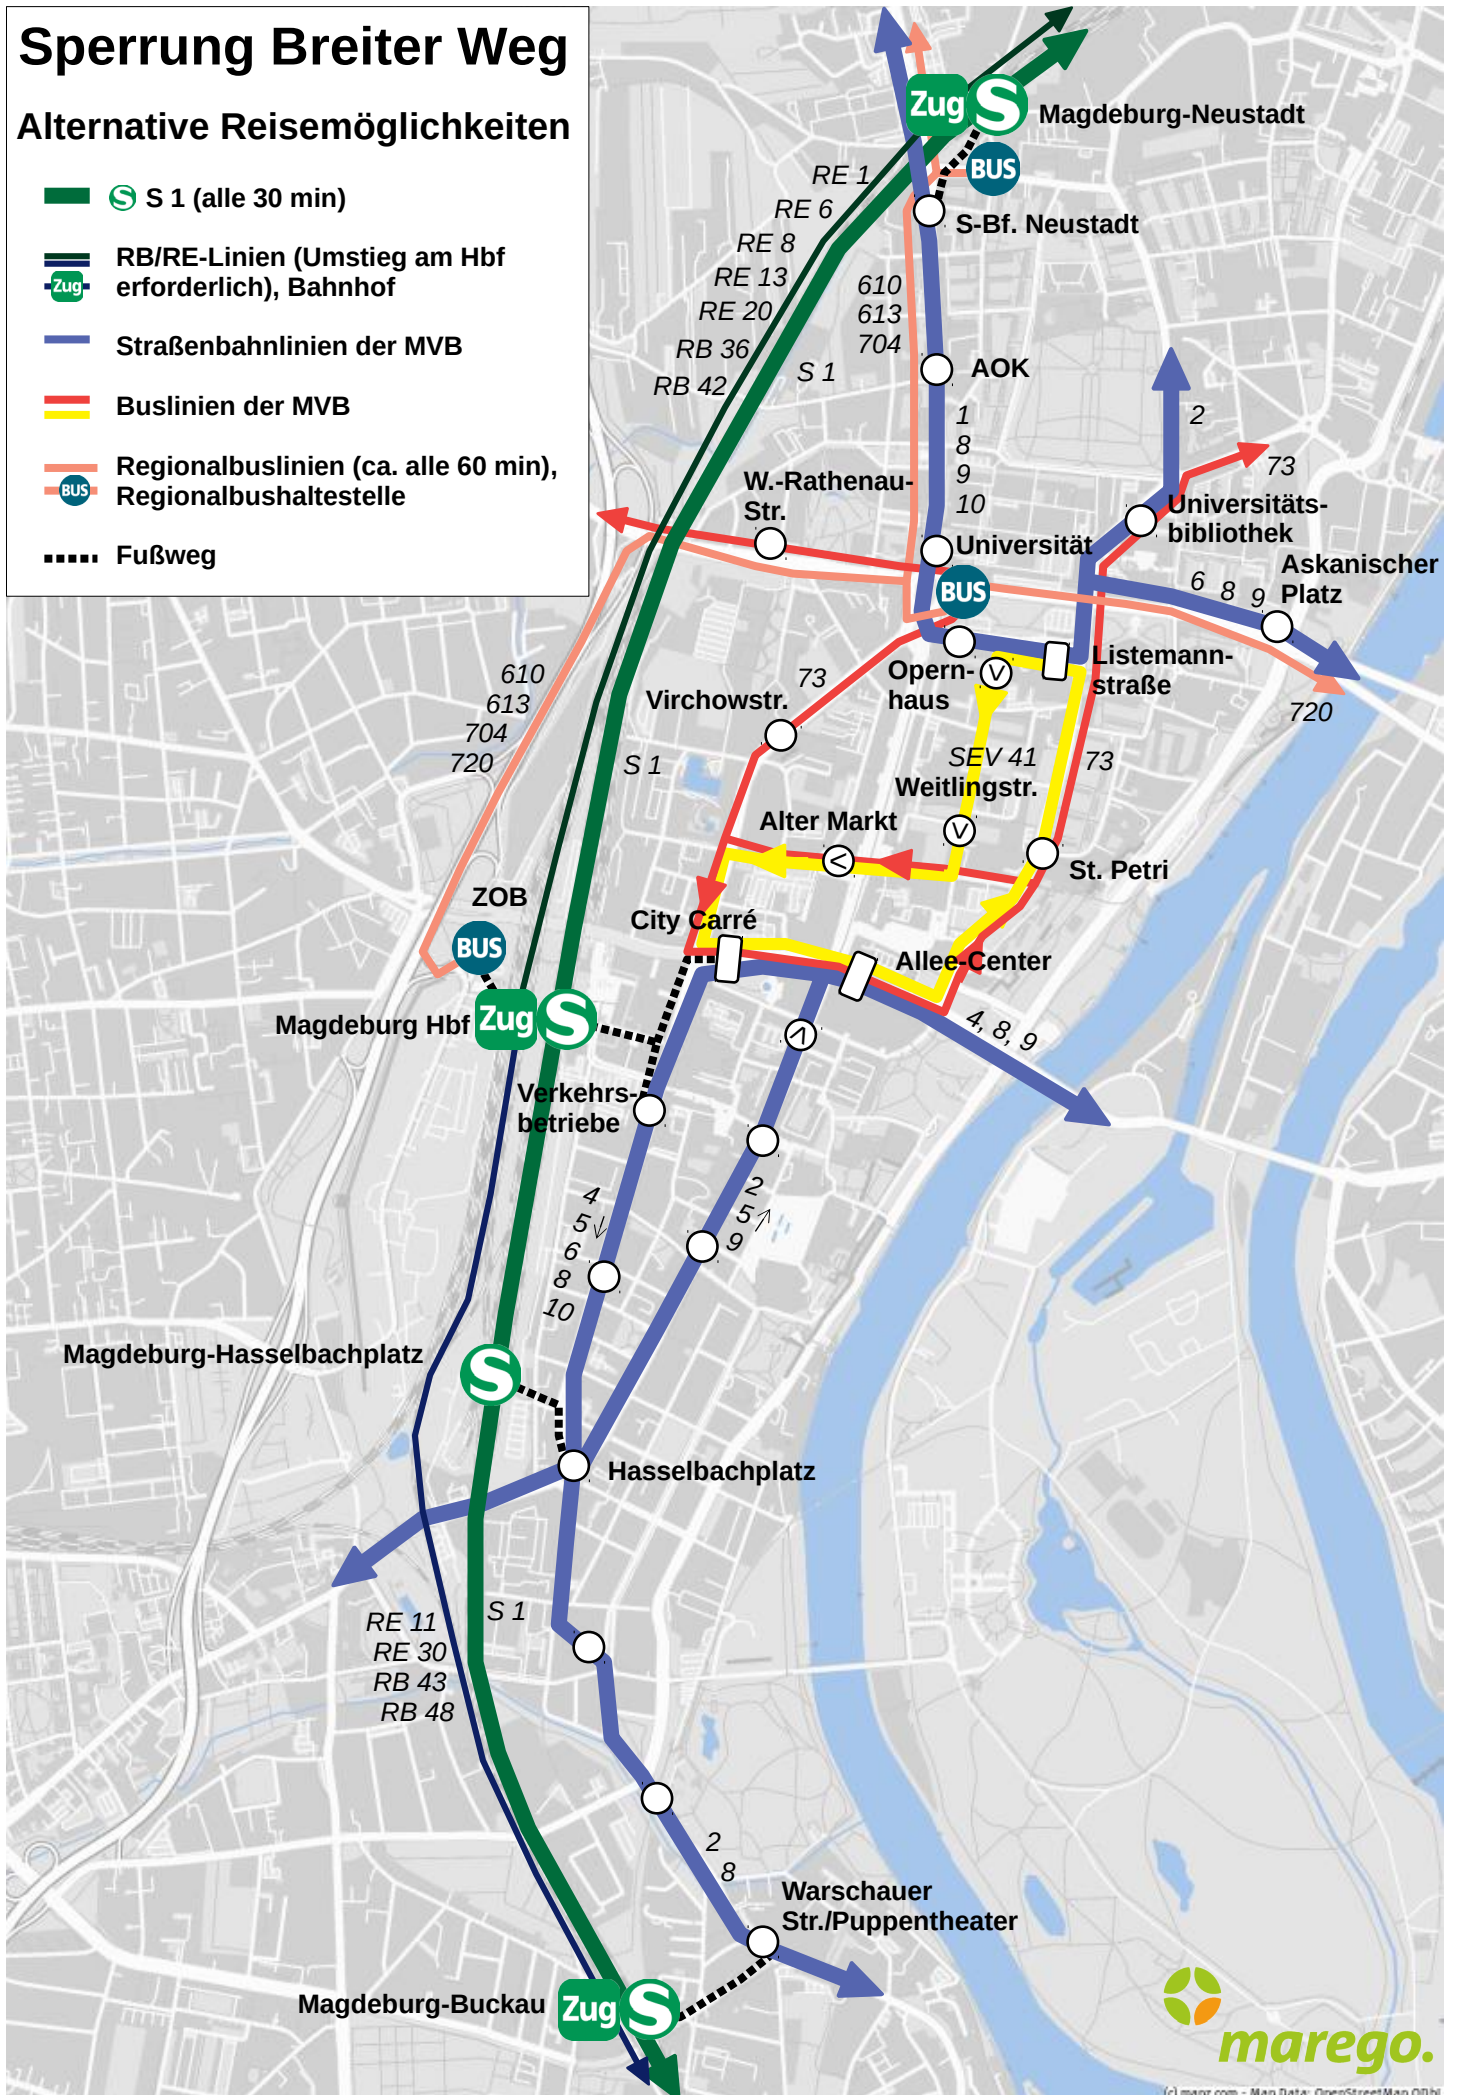 Sperrung Breiter Weg
Alternative Reisemöglichkeiten
S S 1 (alle 30 min)
RB/RE-Linien (Umstieg am Hbf
Zug erforderlich), Bahnhof
Straßenbahnlinien der MVB
Buslinien der MVB
Regionalbuslinien (ca. alle 60 min),
BUS Regionalbushaltestelle
Fußweg
Zug S Magdeburg-Neustadt
BUS
S-Bf. Neustadt
RE 1
RE 6
RE 8
RE 13
RE 20
RB 36
RB 42
S 1
610
613
704
AOK
1
8
9
10
2
73
W.-Rathenau-
Str.
Universität
Universitäts-
bibliothek
Askanischer
Platz
6 8 9
BUS
Opern-
haus
V
Listemann-
straße
720
610
613
704
720
Virchowstr.
73
S 1
SEV 41
73
Weitlingstr.
V
Alter Markt
<
St. Petri
ZOB
BUS
City Carré
Allee-Center
Magdeburg Hbf Zug S
4, 8, 9
Verkehrs-
betriebe
4
5
6
8
10
2
5
9
Magdeburg-Hasselbachplatz
S
Hasselbachplatz
RE 11
RE 30
RB 43
RB 48
S 1
2
8
Warschauer
Str./Puppentheater
Magdeburg-Buckau Zug S
marego.
(c) mapz.com - Map Data: OpenStreetMap ODbL